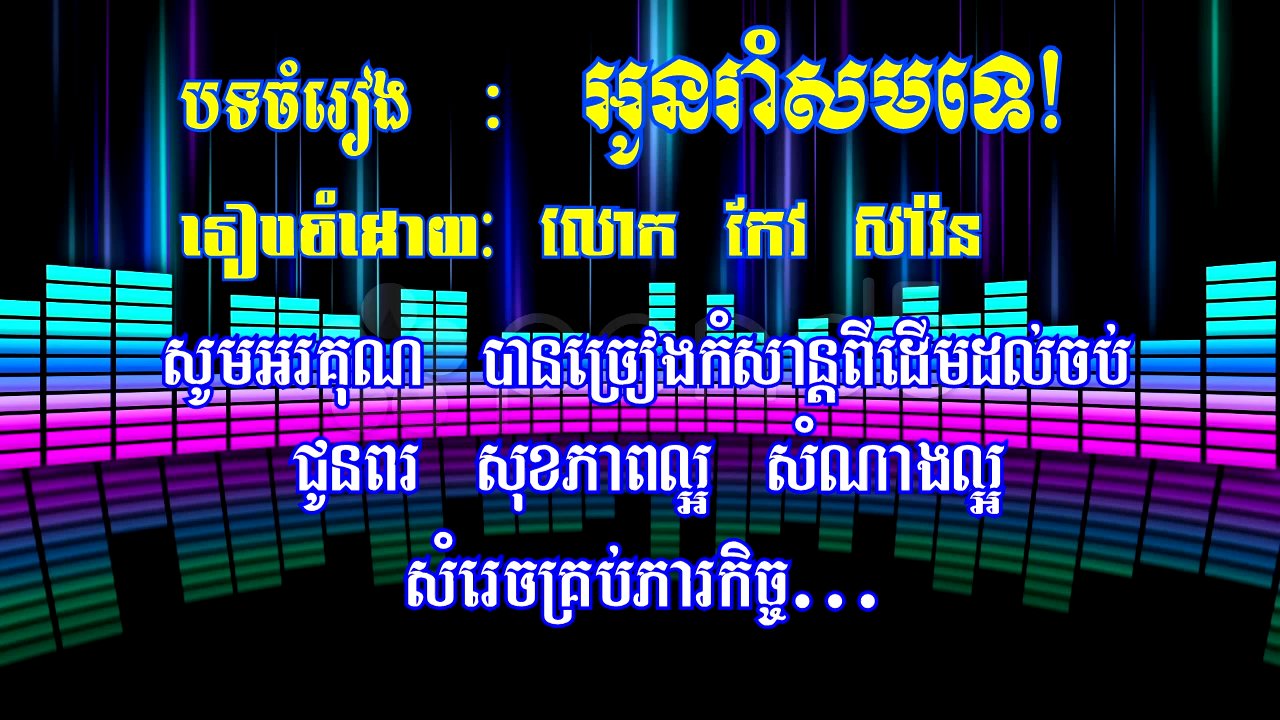 បទចំរៀង : អូនរាំសមទេ!
រៀបចំដោយ: លោក កែវ សារ៉ន
សូមអរគុណ បានច្រៀងកំសាន្តពីដើមដល់ចប់
ជូនពរ សុខភាពល្អ សំណាងល្អ
សំរេចគ្រប់ភារកិច្ច...